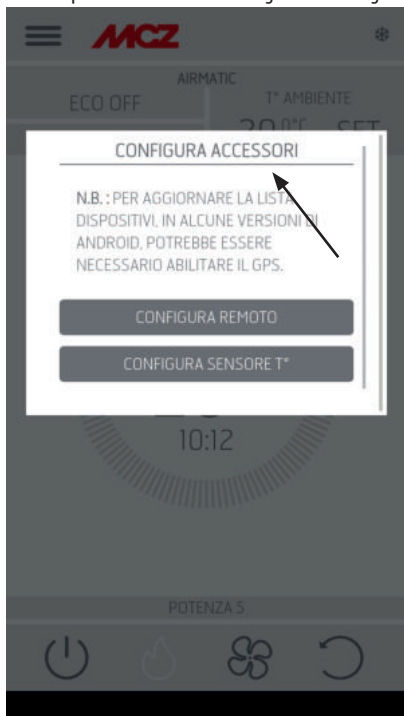 MCZ
AIRMATIC
ECO OFF
T* AMBIENTE
SET
CONFIGURA ACCESSORI
N.B. : PER AGGIORNARE LA LISTA
DISPOSITIVI, IN ALCUNE VERSIONI DI
ANDROID, POTREBBE ESSERE
NECESSARIO ABILITARE IL GPS.
CONFIGURA REMOTO
CONFIGURA SENSORE T*
10:12
POTENZA 5